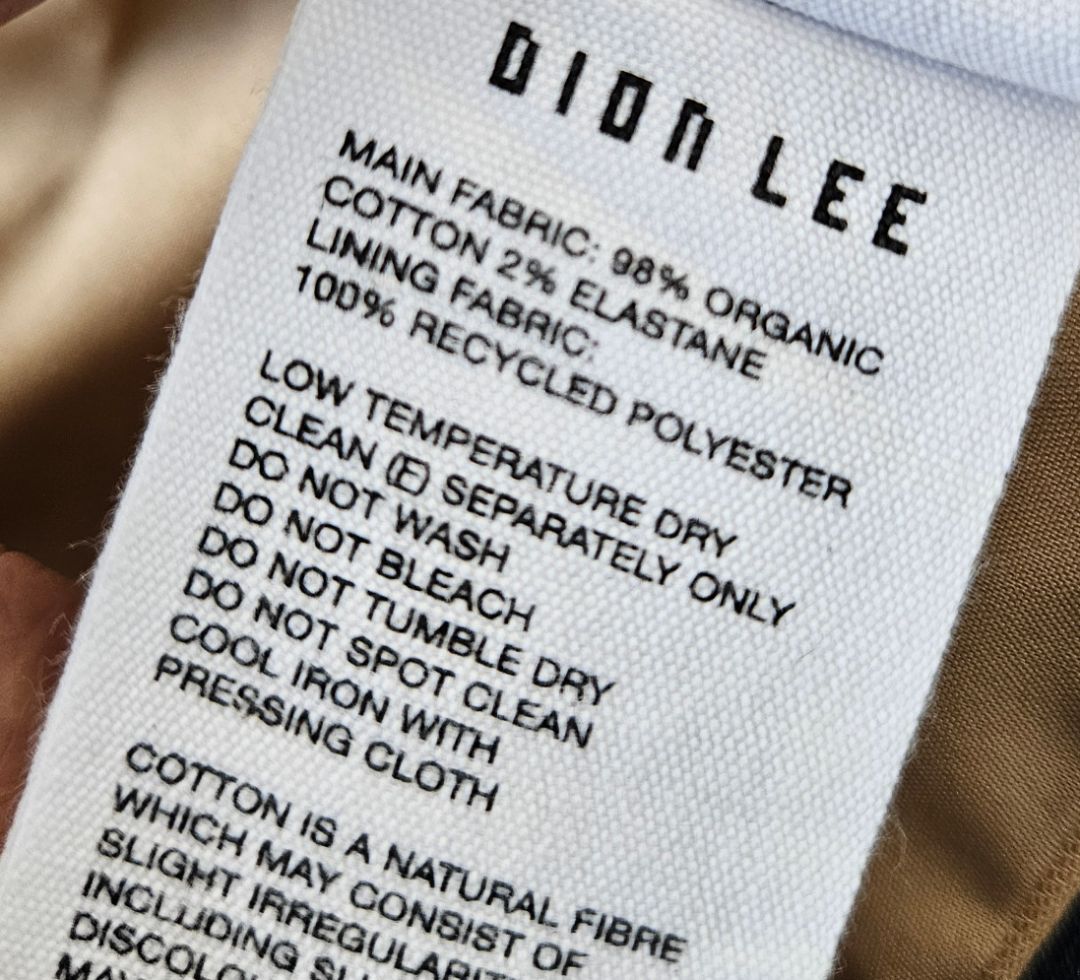 DION LEE
MAIN FABRIC: 98% ORGANIC
COTTON 2% ELASTANE
LINING FABRIC:
100% RECYCLED POLYESTER
LOW TEMPERATURE DRY
CLEAN (F) SEPARATELY ONLY
DO NOT WASH
DO NOT BLEACH
DO NOT TUMBLE DRY
DO NOT SPOT CLEAN
COOL IRON WITH
PRESSING CLOTH
COTTON IS A NATURAL FIBRE
WHICH MAY CONSIST OF
SLIGHT
INCLUDING